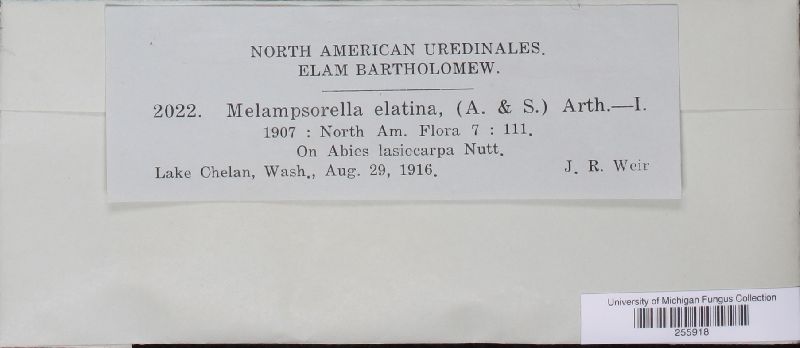 NORTH AMERICAN UREDINALES.
ELAM BARTHOLOMEW.
2022. Melampsorella elatina, (A. & S.) Arth.—I.
1907 : North Am. Flora 7 : 111.
On Abies lasiccarpa Nutt.
Lake Chelan, Wash., Aug. 29, 1916. J. R. Weir
University of Michigan Fungus Collection
255918